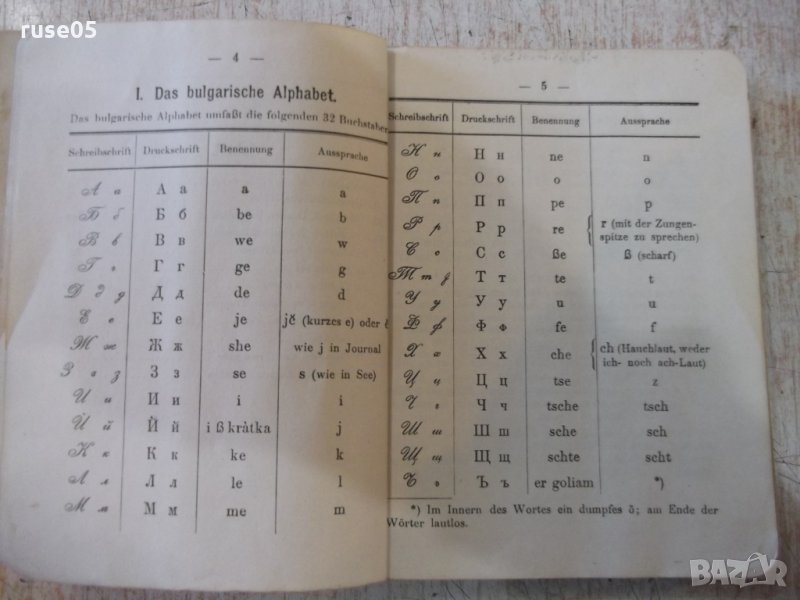 ruse05
— 4 —
I. Das bulgarische Alphabet.
Das bulgarische Alphabet umfaßt die folgenden 32 Buchstaben
Schreibschrift Druckschrift Benennung Aussprache
А а А а a a
Б б Б б be b
В в В в we w
Г г Г г ge g
Д д д Д д de d
Е е Е е je jĕ (kurzes e) oder ĕ
Ж ж Ж ж she wie j in Journal
З з з З з se s (wie in See)
И и И и i i
Й й Й й i ß kràtka j
К к К к ke k
Л л Л л le l
М м М м me m
— 5 —
Schreibschrift Druckschrift Benennung Aussprache
Н н Н н ne n
О о О о o o
П п П п pe p
Р р Р р re r (mit der Zungen-
spitze zu sprechen)
С с С с ße ß (scharf)
Т т т Т т te t
У у У у u u
Ф ф Ф ф fe f
Х х Х х che ch (Hauchlaut, weder
ich- noch ach-Laut)
Ц ц Ц ц tse z
Ч ч Ч ч tsche tsch
Ш ш Ш ш sche sch
Щ щ Щ щ schte scht
Ъ ъ Ъ ъ er goliam *)
*) Im Innern des Wortes ein dumpfes ŏ; am Ende der
Wörter lautlos.
BAZAR